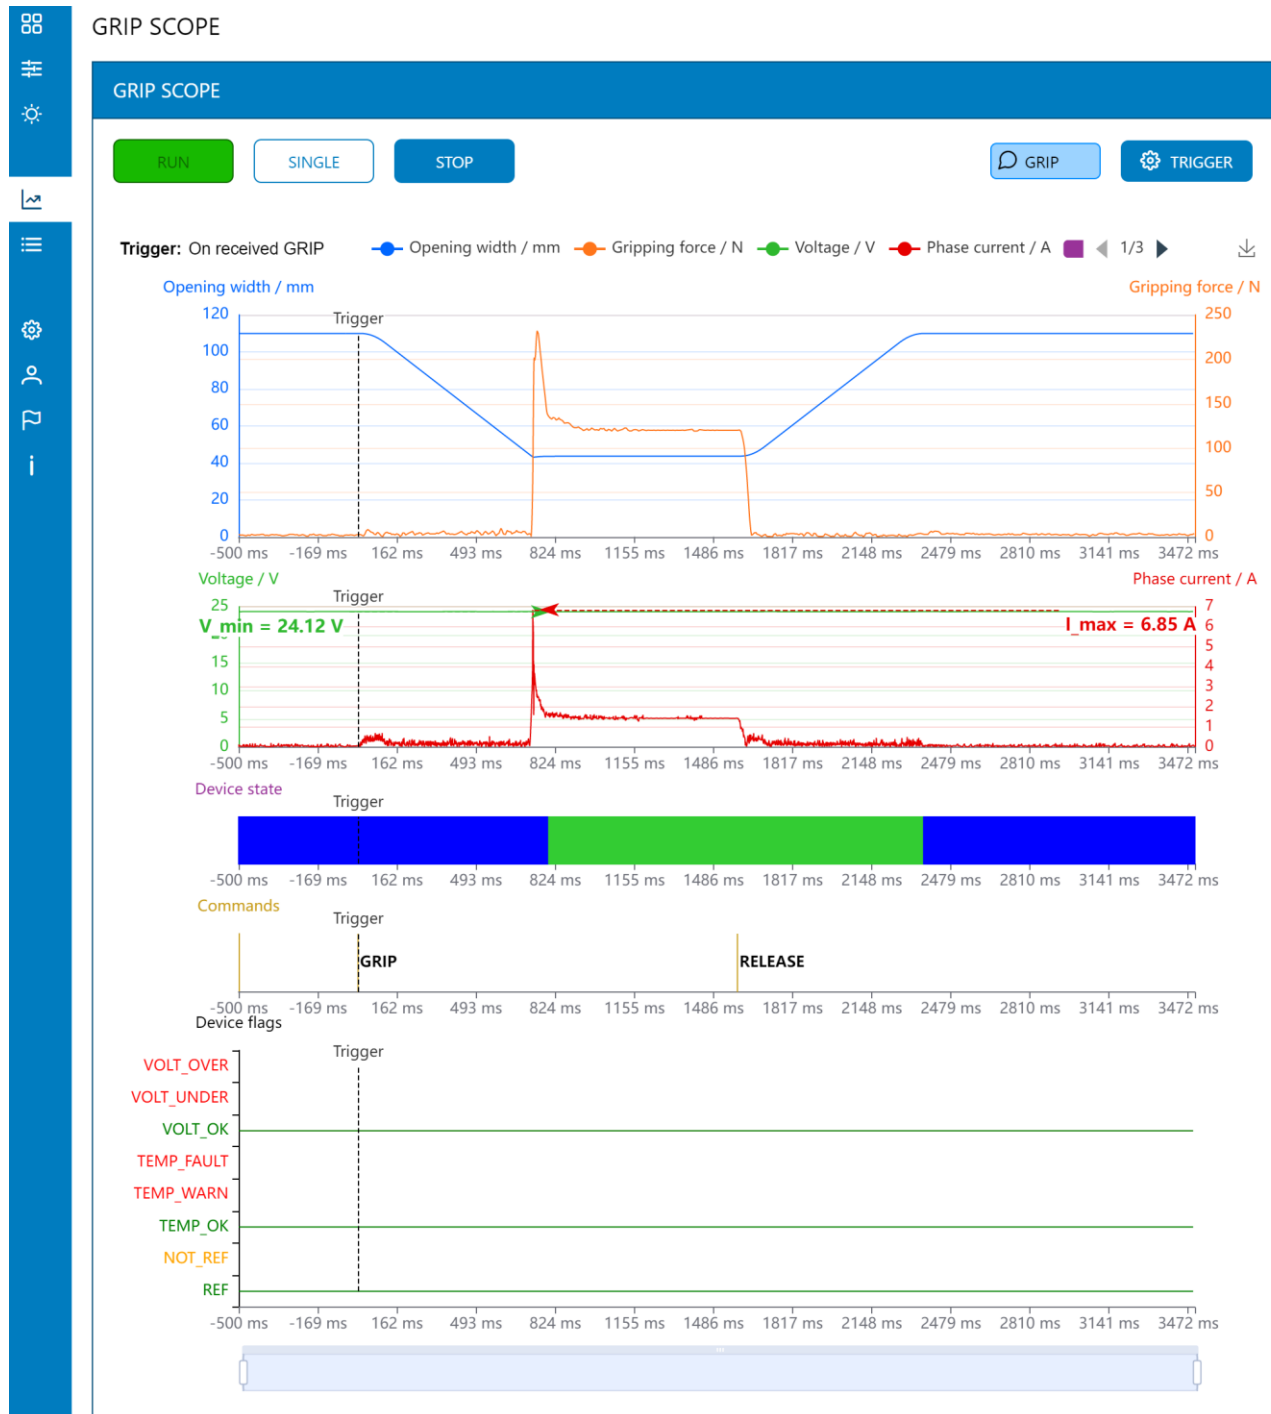 GRIP SCOPE
GRIP SCOPE
RUN SINGLE STOP GRIP TRIGGER
Trigger: On received GRIP Opening width / mm Gripping force / N Voltage / V Phase current / A 1/3
Opening width / mm Gripping force / N
Trigger
120 250
100 200
80 150
60 100
40 50
20 0
0
-500 ms -169 ms 162 ms 493 ms 824 ms 1155 ms 1486 ms 1817 ms 2148 ms 2479 ms 2810 ms 3141 ms 3472 ms
Voltage / V Phase current / A
Trigger
25 7
V_min = 24.12 V I_max = 6.85 A 6
15 5
10 4
5 3
0 2
1
0
-500 ms -169 ms 162 ms 493 ms 824 ms 1155 ms 1486 ms 1817 ms 2148 ms 2479 ms 2810 ms 3141 ms 3472 ms
Device state
Trigger
-500 ms -169 ms 162 ms 493 ms 824 ms 1155 ms 1486 ms 1817 ms 2148 ms 2479 ms 2810 ms 3141 ms 3472 ms
Commands
Trigger
GRIP RELEASE
-500 ms -169 ms 162 ms 493 ms 824 ms 1155 ms 1486 ms 1817 ms 2148 ms 2479 ms 2810 ms 3141 ms 3472 ms
Device flags
Trigger
VOLT_OVER
VOLT_UNDER
VOLT_OK
TEMP_FAULT
TEMP_WARN
TEMP_OK
NOT_REF
REF
-500 ms -169 ms 162 ms 493 ms 824 ms 1155 ms 1486 ms 1817 ms 2148 ms 2479 ms 2810 ms 3141 ms 3472 ms